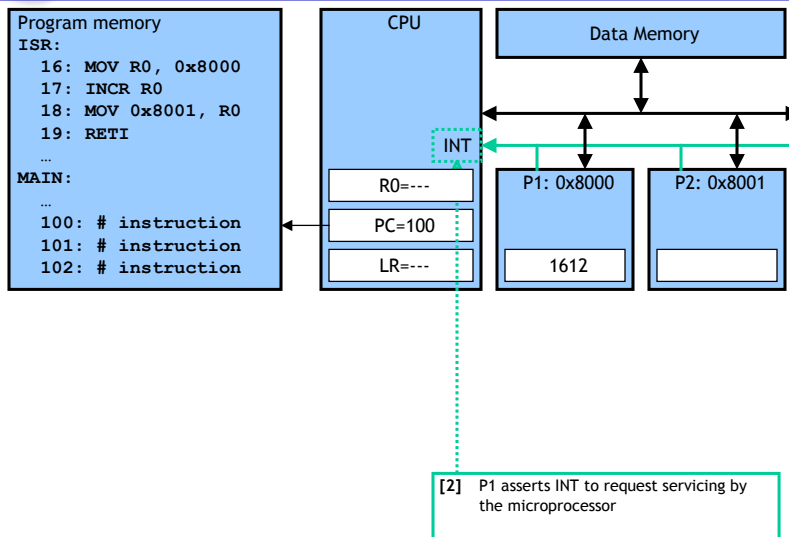 Program memory
ISR:
16: MOV R0, 0x8000
17: INCR R0
18: MOV 0x8001, R0
19: RETI
…
MAIN:
…
100: # instruction
101: # instruction
102: # instruction
CPU
INT
R0=---
PC=100
LR=---
Data Memory
P1: 0x8000
1612
P2: 0x8001
[2] P1 asserts INT to request servicing by
the microprocessor